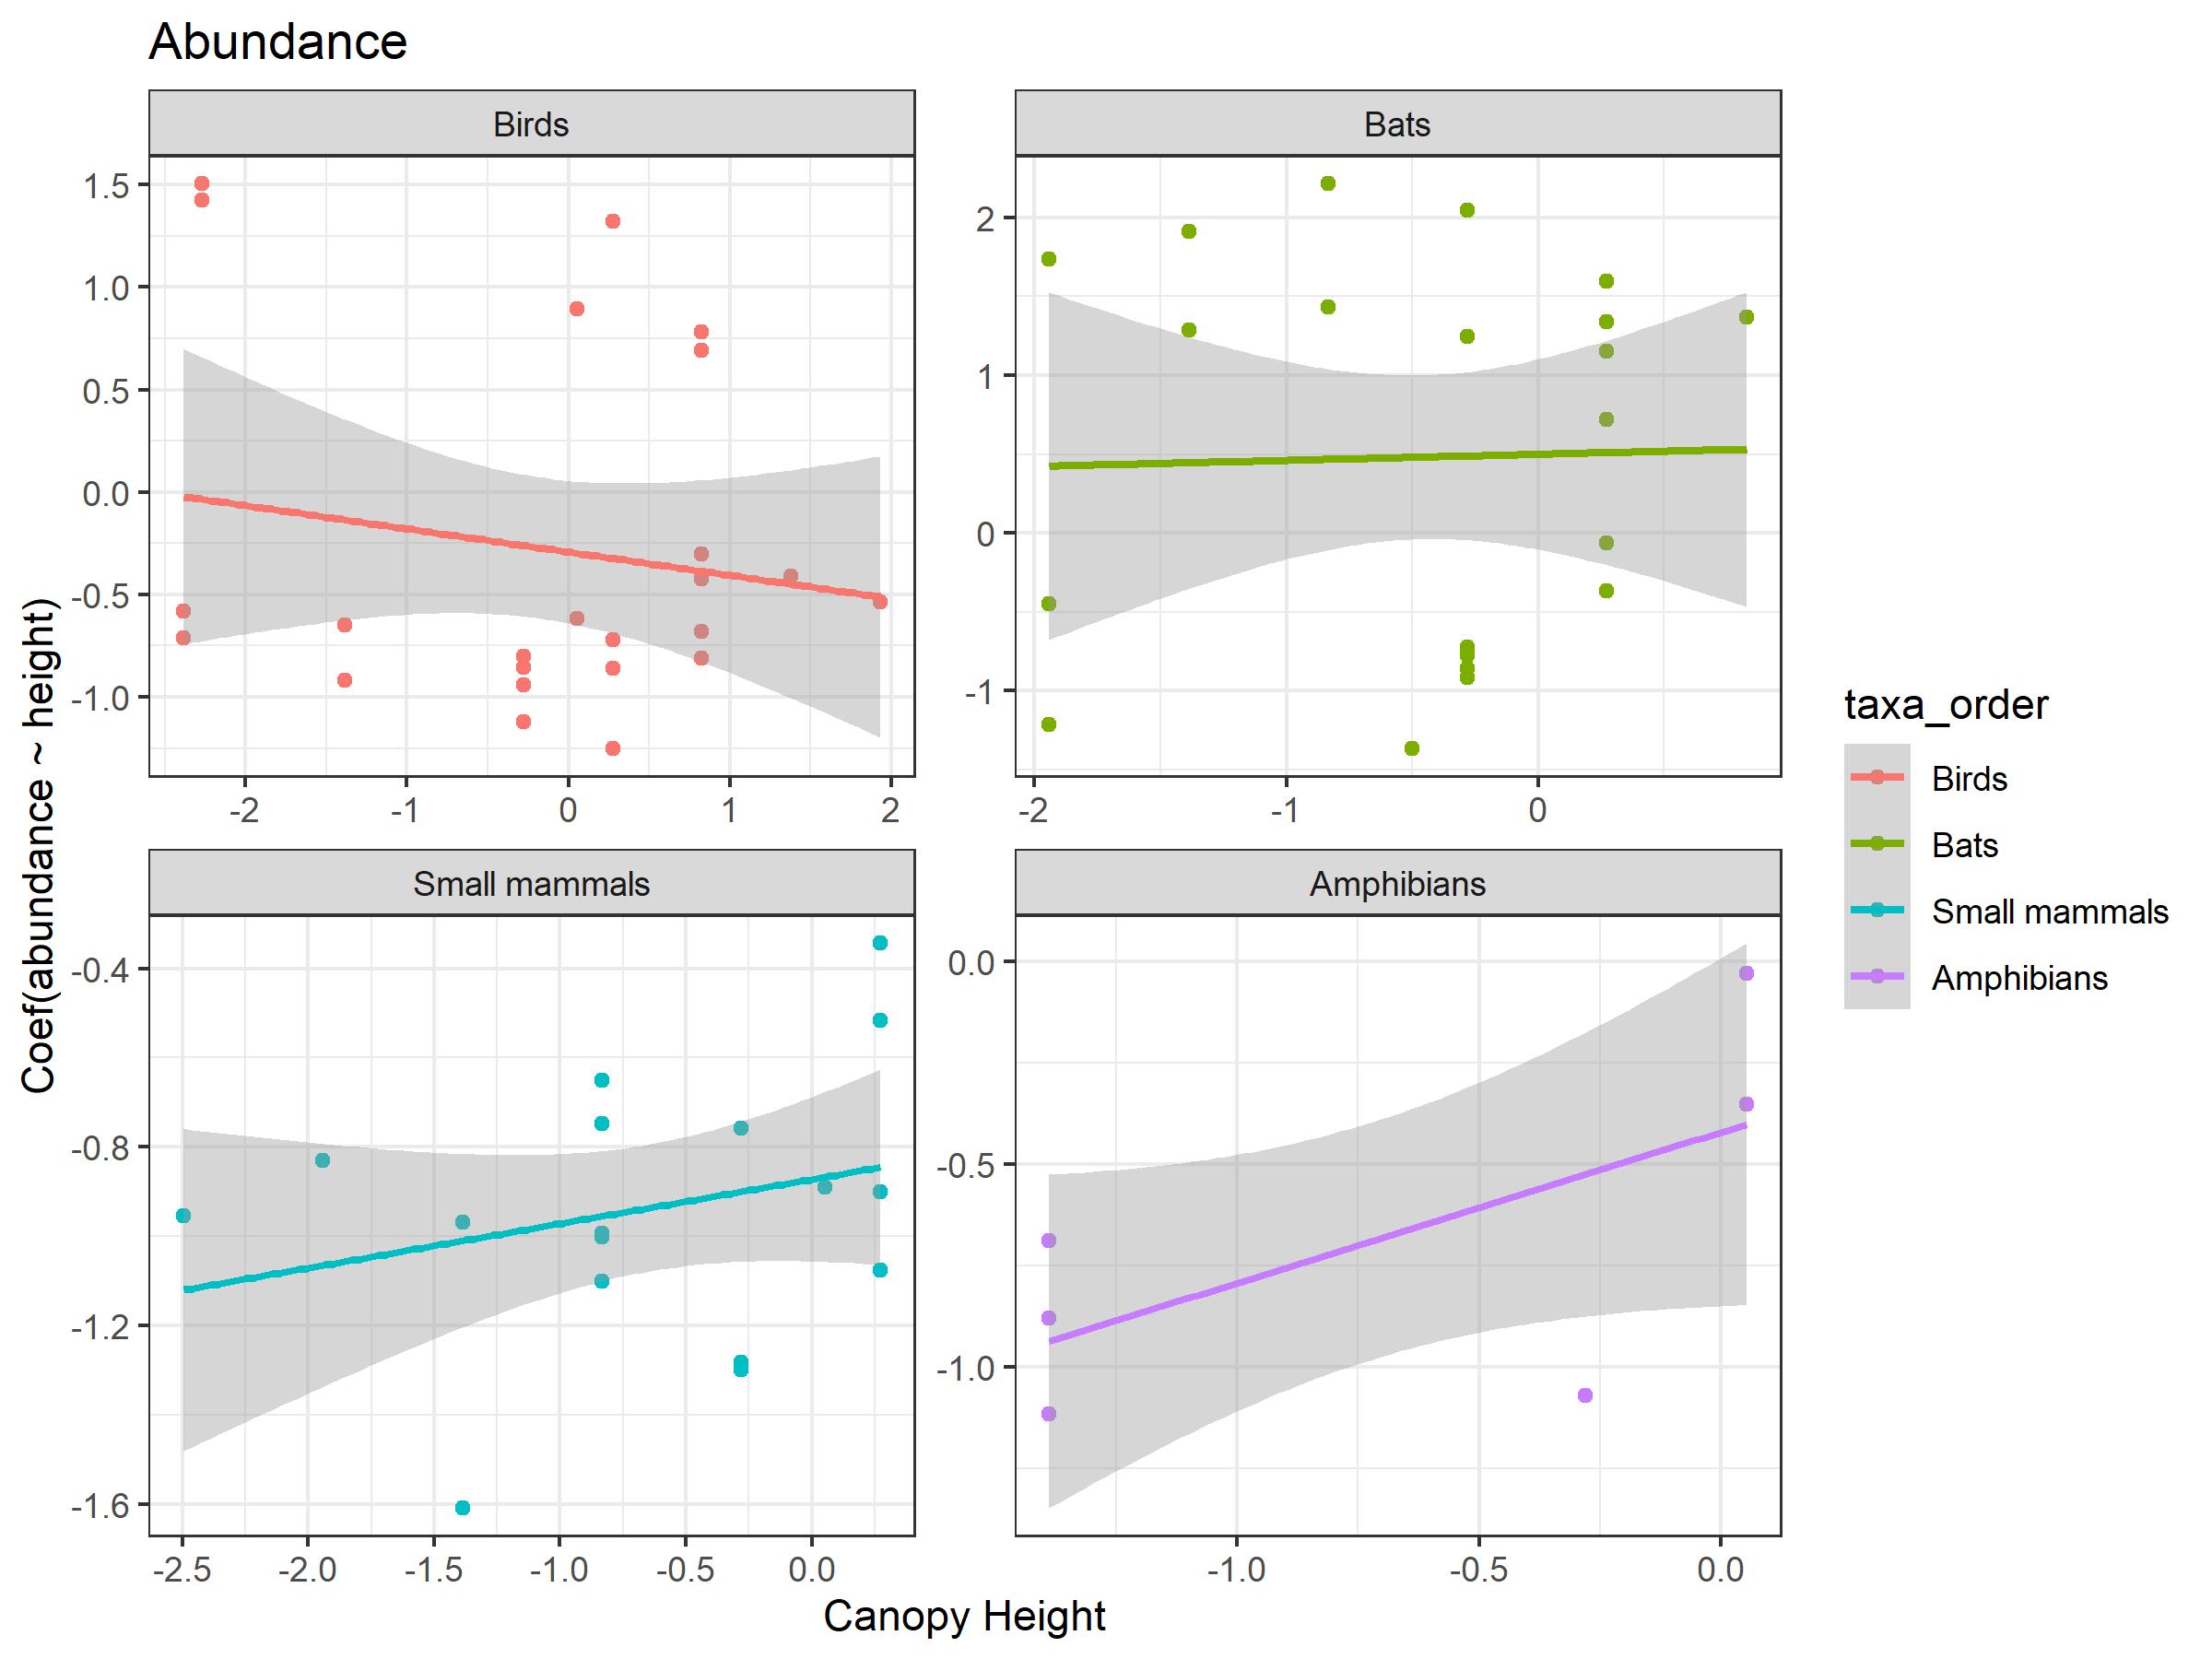 Abundance
Birds
Bats
1.5
1.0
0.5
0.0
-0.5
-1.0
2
1
0
-1
-2
-1
0
1
2
-2
-1
0
Small mammals
Amphibians
-0.4
-0.8
-1.2
-1.6
0.0
-0.5
-1.0
-2.5
-2.0
-1.5
-1.0
-0.5
0.0
-1.0
-0.5
0.0
Coef(abundance ~ height)
Canopy Height
taxa_order
Birds
Bats
Small mammals
Amphibians